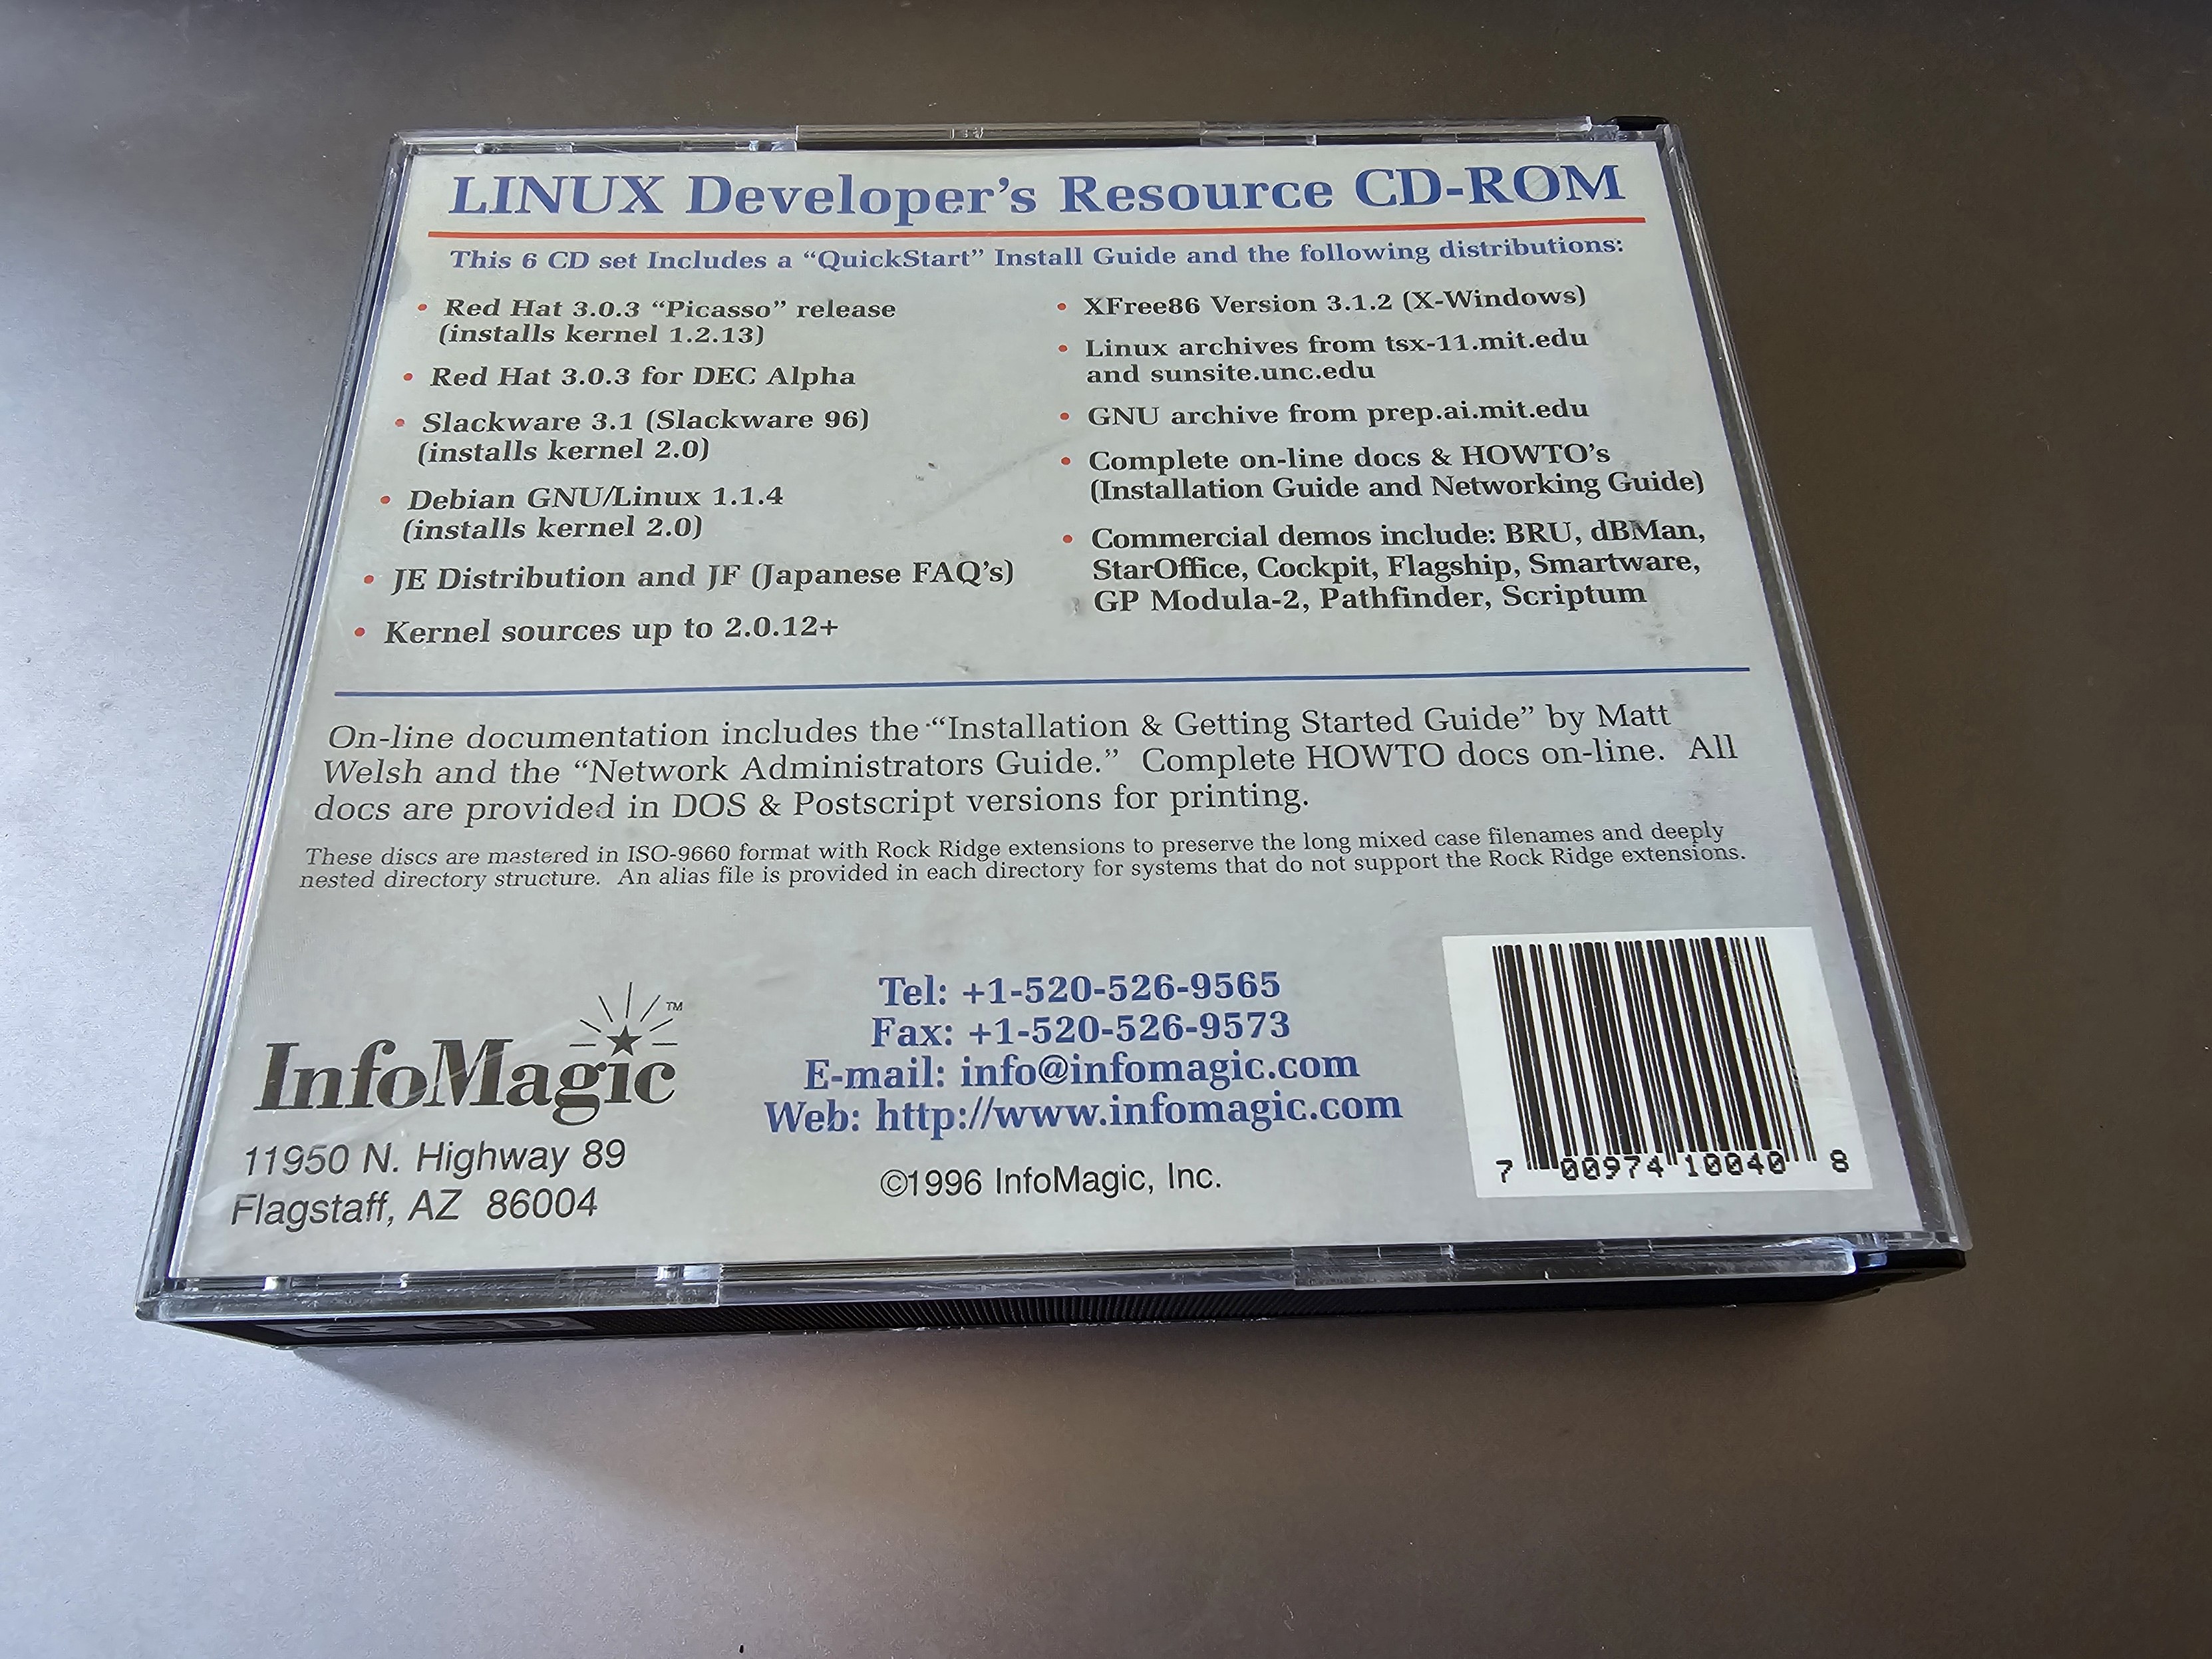 LINUX Developer's Resource CD-ROM
This 6 CD set Includes a “QuickStart” Install Guide and the following distributions:
• Red Hat 3.0.3 “Picasso” release
(installs kernel 1.2.13)
• Red Hat 3.0.3 for DEC Alpha
• Slackware 3.1 (Slackware 96)
(installs kernel 2.0)
• Debian GNU/Linux 1.1.4
(installs kernel 2.0)
• JE Distribution and JF (Japanese FAQ's)
• Kernel sources up to 2.0.12+
• XFree86 Version 3.1.2 (X-Windows)
• Linux archives from tsx-11.mit.edu
and sunsite.unc.edu
• GNU archive from prep.ai.mit.edu
• Complete on-line docs & HOWTO's
(Installation Guide and Networking Guide)
• Commercial demos include: BRU, dBMan,
StarOffice, Cockpit, Flagship, Smartware,
GP Modula-2, Pathfinder, Scriptum
On-line documentation includes the “Installation & Getting Started Guide” by Matt
Welsh and the “Network Administrators Guide.” Complete HOWTO docs on-line. All
docs are provided in DOS & Postscript versions for printing.
These discs are mastered in ISO-9660 format with Rock Ridge extensions to preserve the long mixed case filenames and deeply
nested directory structure. An alias file is provided in each directory for systems that do not support the Rock Ridge extensions.
InfoMagic™
11950 N. Highway 89
Flagstaff, AZ 86004
Tel: +1-520-526-9565
Fax: +1-520-526-9573
E-mail: info@infomagic.com
Web: http://www.infomagic.com
©1996 InfoMagic, Inc.
7 00974 10040 8